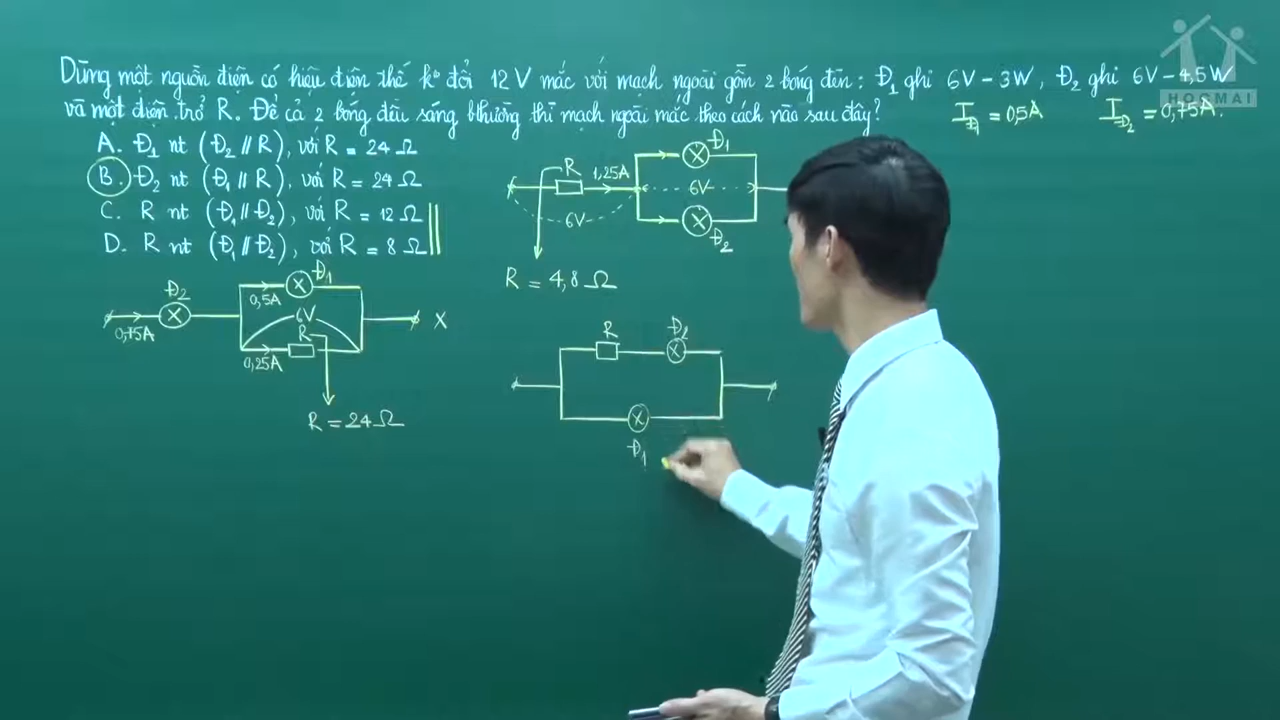 Dùng một nguồn điện có hiệu điện thế k° đổi 12V mắc với mạch ngoài gồm 2 bóng đèn: Đ1 ghi 6V - 3W, Đ2 ghi 6V - 4,5W
và một điện trở R. Để cả 2 bóng đều sáng bthường thì mạch ngoài mắc theo cách nào sau đây?
I_Đ1 = 0,5A
I_Đ2 = 0,75A.
A. Đ1 nt (Đ2 // R), với R = 24 Ω
B. Đ2 nt (Đ1 // R), với R = 24 Ω
C. R nt (Đ1 // Đ2), với R = 12 Ω
D. R nt (Đ1 // Đ2), với R = 8 Ω
R
1,25A
Đ1
6V
6V
Đ2
R = 4,8 Ω
Đ2
0,75A
Đ1
0,5A
6V
R
0,25A
X
R = 24 Ω
R
Đ2
Đ1
HOCMAI